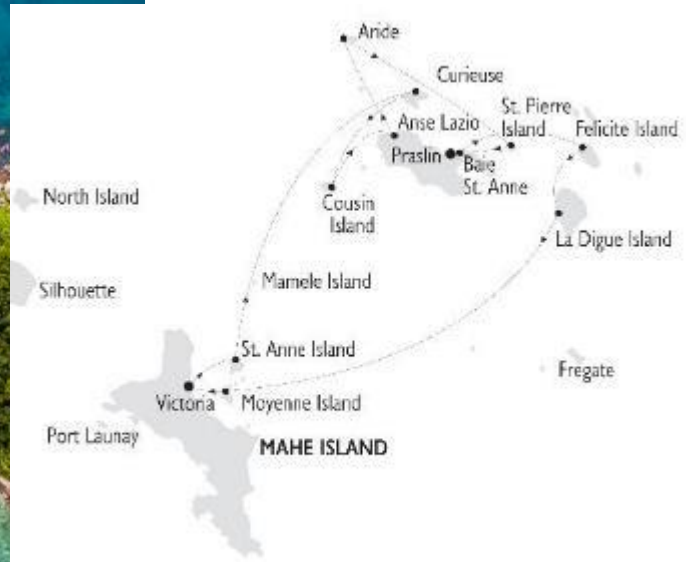 Aride
Curieuse
St. Pierre
Island
Anse Lazio
Felicite Island
Praslin
Baie
St. Anne
North Island
Cousin
Island
La Digue Island
Silhouette
Mamele Island
St. Anne Island
Fregate
Victoria
Moyenne Island
Port Launay
MAHE ISLAND